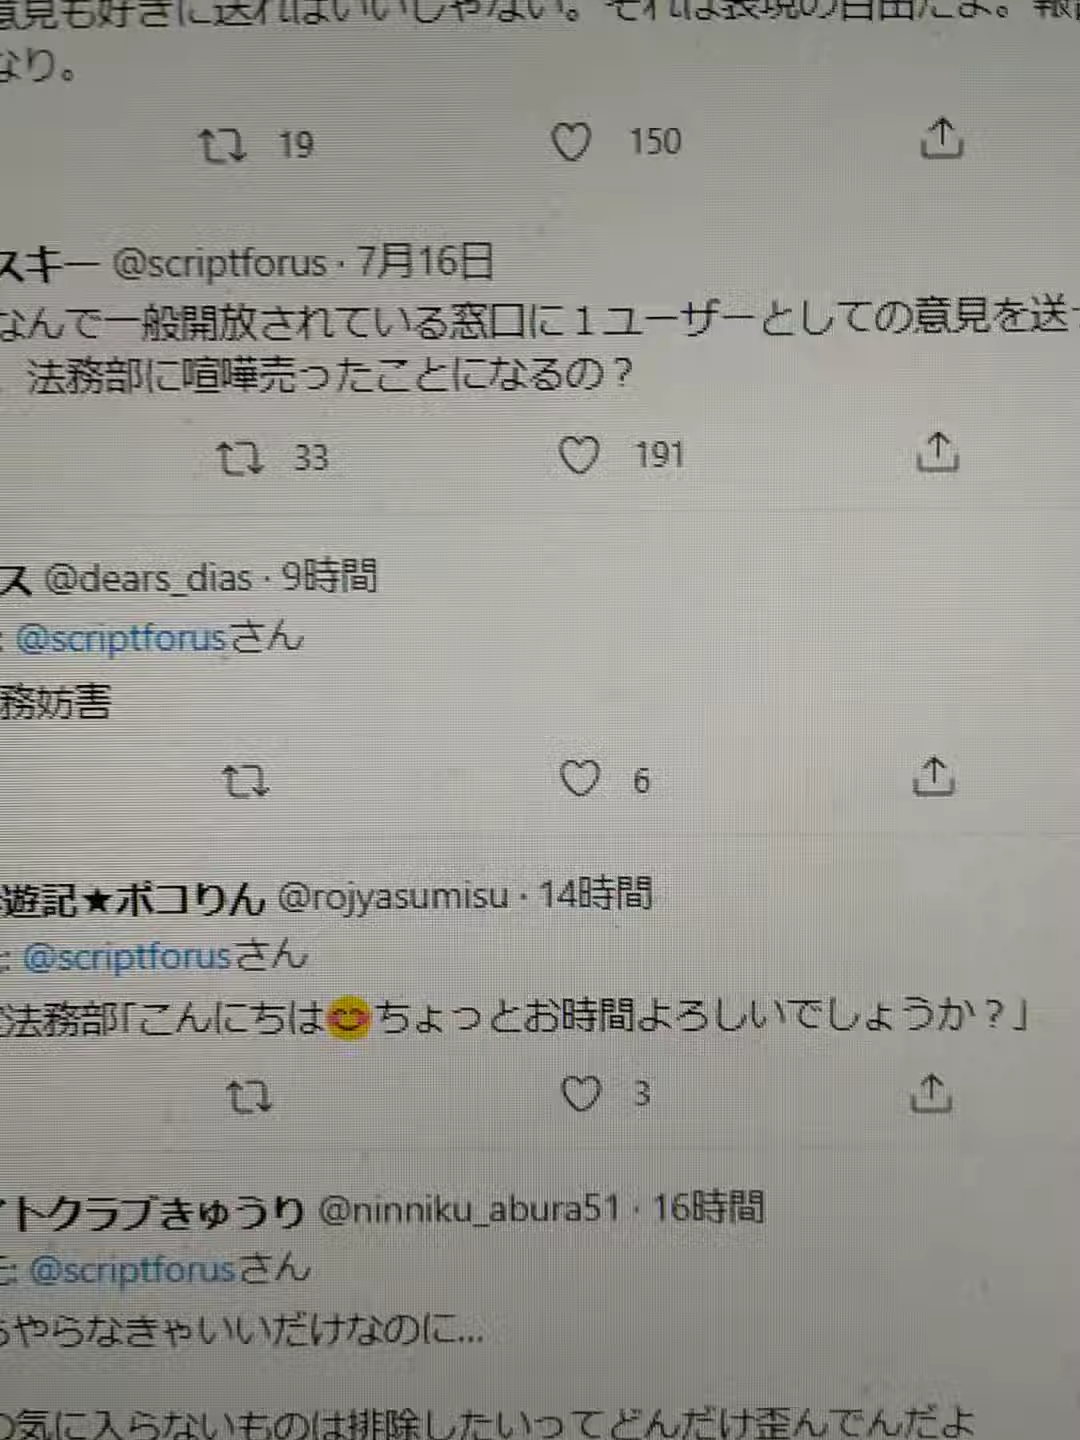 意見も好きに送ればいいじゃない。それは表現の自由だよ。
なり。
19 150
スキー @scriptforus · 7月16日
なんで一般開放されている窓口に１ユーザーとしての意見を送
法務部に喧嘩売ったことになるの？
33 191
ス @dears_dias · 9時間
: @scriptforusさん
務妨害
6
遊記★ボコりん @rojyasumisu · 14時間
: @scriptforusさん
法務部「こんにちは😊ちょっとお時間よろしいでしょうか？」
3
トクラブきゅうり @ninniku_abura51 · 16時間
: @scriptforusさん
やらなきゃいいだけなのに...
の気に入らないものは排除したいってどんだけ歪んでんだよ